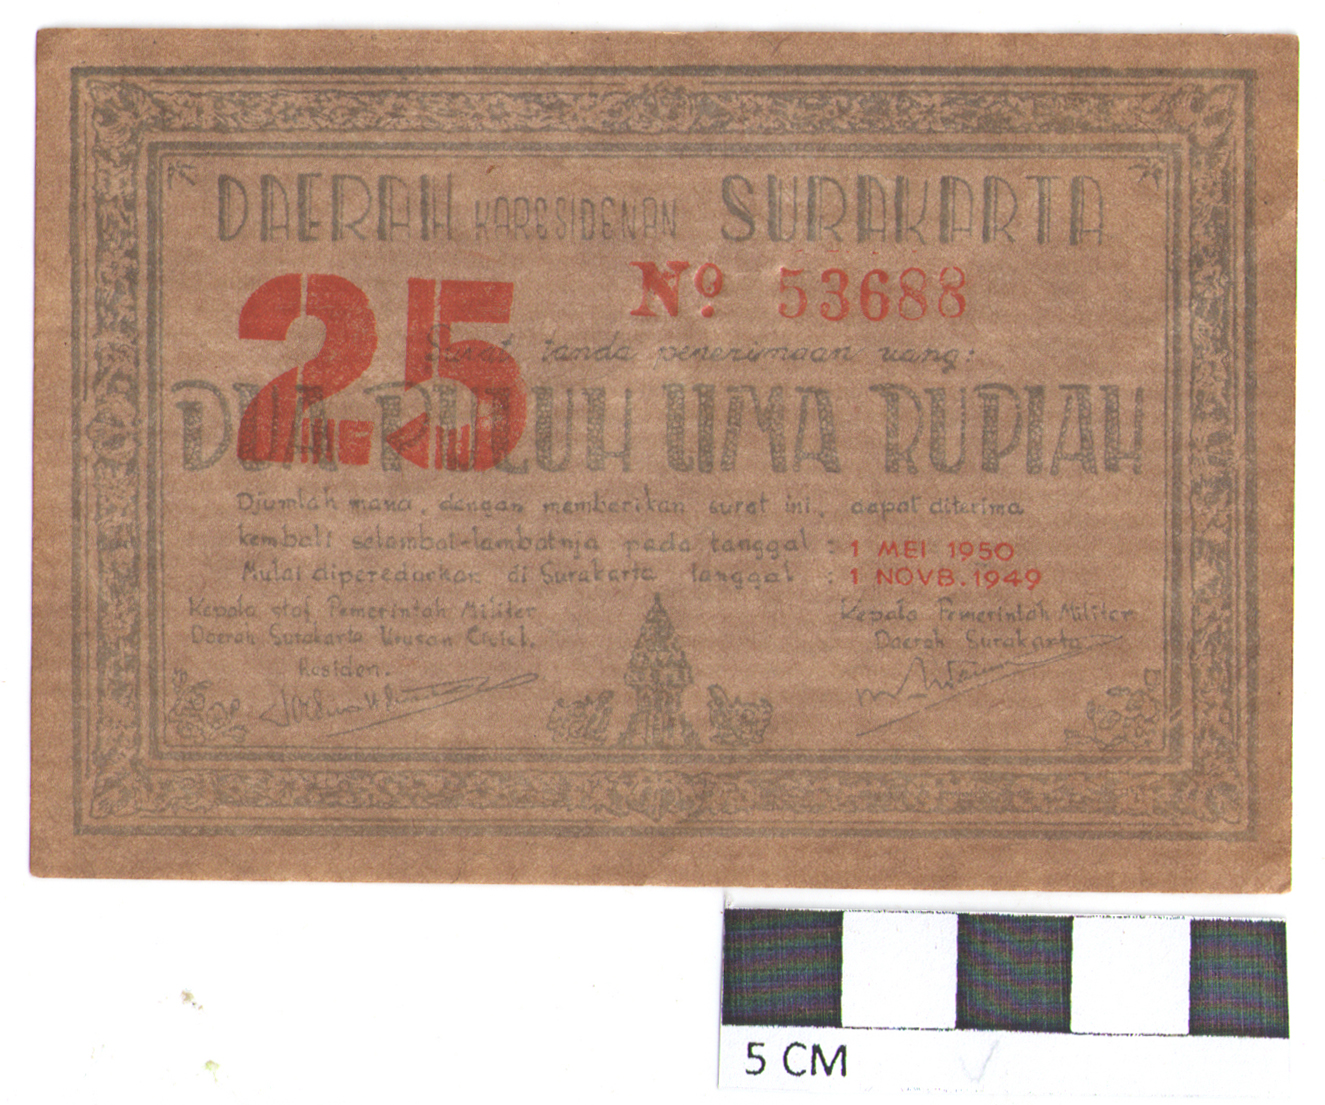 DAERAH KARESIDENAN SURAKARTA
25
No 53688
Surat tanda penerimaan uang:
DUA PULUH LIMA RUPIAH
Djumlah mana, dengan memberikan surat ini, dapat diterima
kembali selambat-lambatnja pada tanggal : 1 MEI 1950
Mulai diperedarkan di Surakarta tanggal : 1 NOVB. 1949
Kepala staf Pemerintah Militer
Daerah Surakarta Urusan Ciciel.
Residen.
Kepala Pemerintah Militer
Daerah Surakarta
5 CM